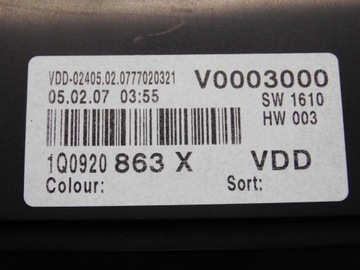 VDD-02405.02.0777020321 V0003000
05.02.07 03:55 SW 1610
HW 003
1Q0920 863 X VDD
Colour: Sort: